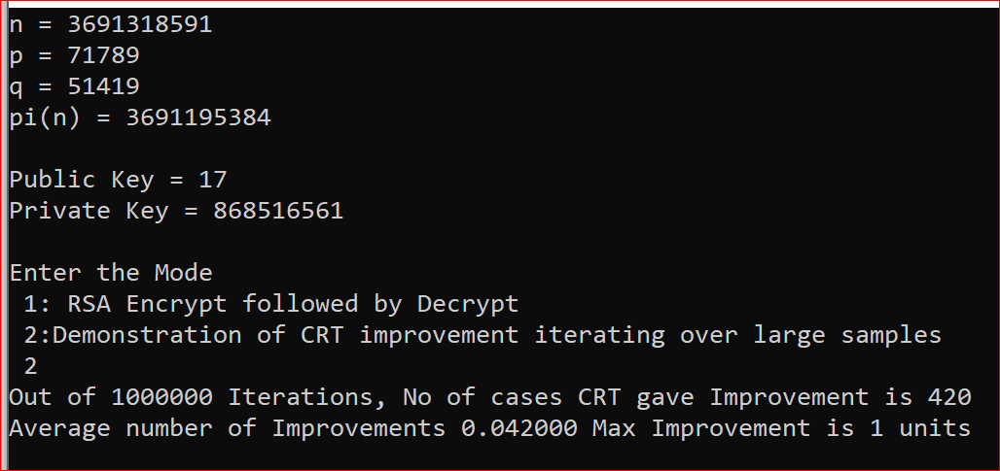 n = 3691318591
p = 71789
q = 51419
pi(n) = 3691195384
Public Key = 17
Private Key = 868516561
Enter the Mode
1: RSA Encrypt followed by Decrypt
2:Demonstration of CRT improvement iterating over large samples
2
Out of 1000000 Iterations, No of cases CRT gave Improvement is 420
Average number of Improvements 0.042000 Max Improvement is 1 units